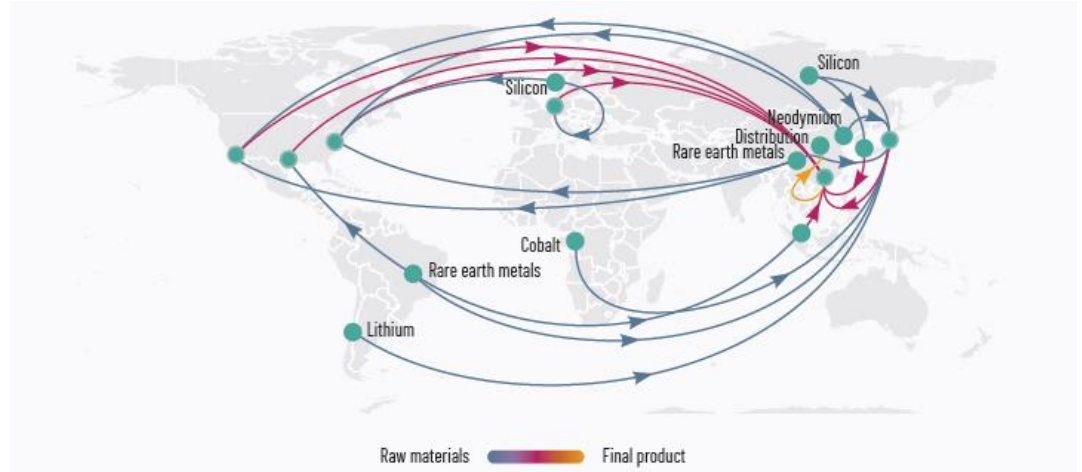 Silicon
Silicon
Neodymium
Distribution
Rare earth metals
Cobalt
Rare earth metals
Lithium
Raw materials
Final product